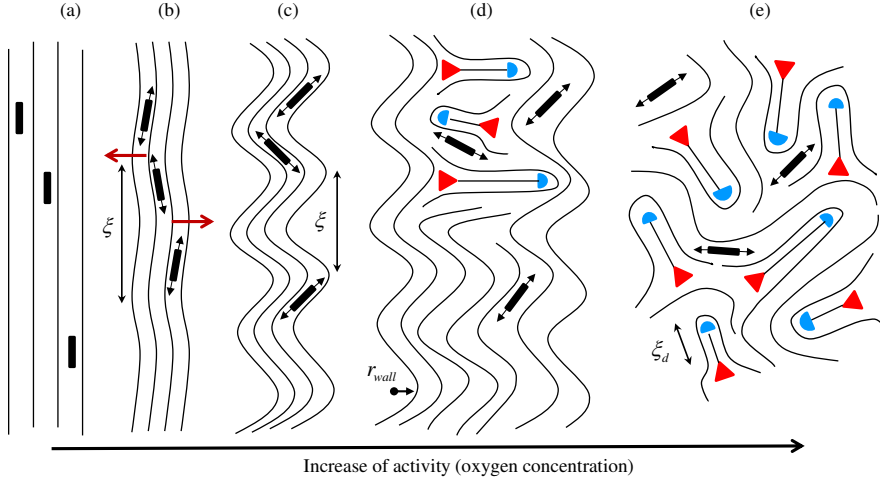 (a) (b) (c) (d) (e)
ξ
ξ
r_wall
ξ_d
Increase of activity (oxygen concentration)